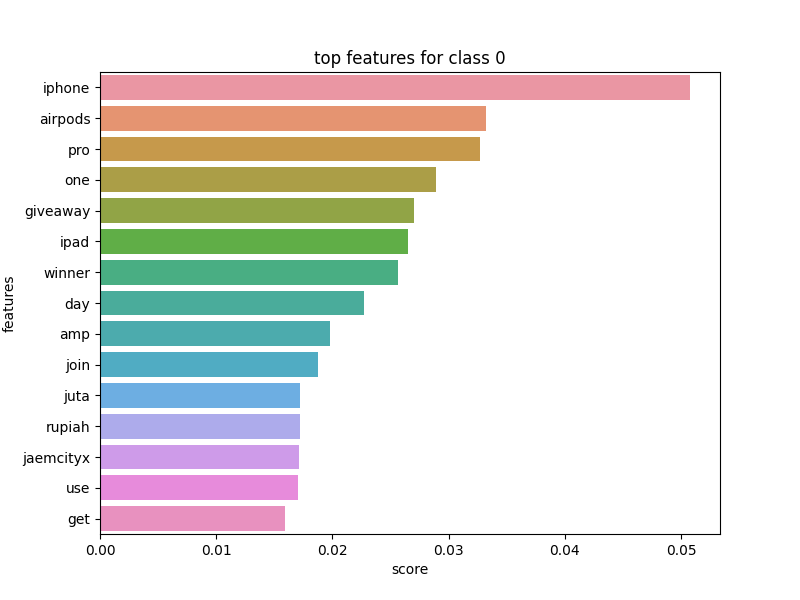 top features for class 0
features
iphone
airpods
pro
one
giveaway
ipad
winner
day
amp
join
juta
rupiah
jaemcityx
use
get
0.00 0.01 0.02 0.03 0.04 0.05
score